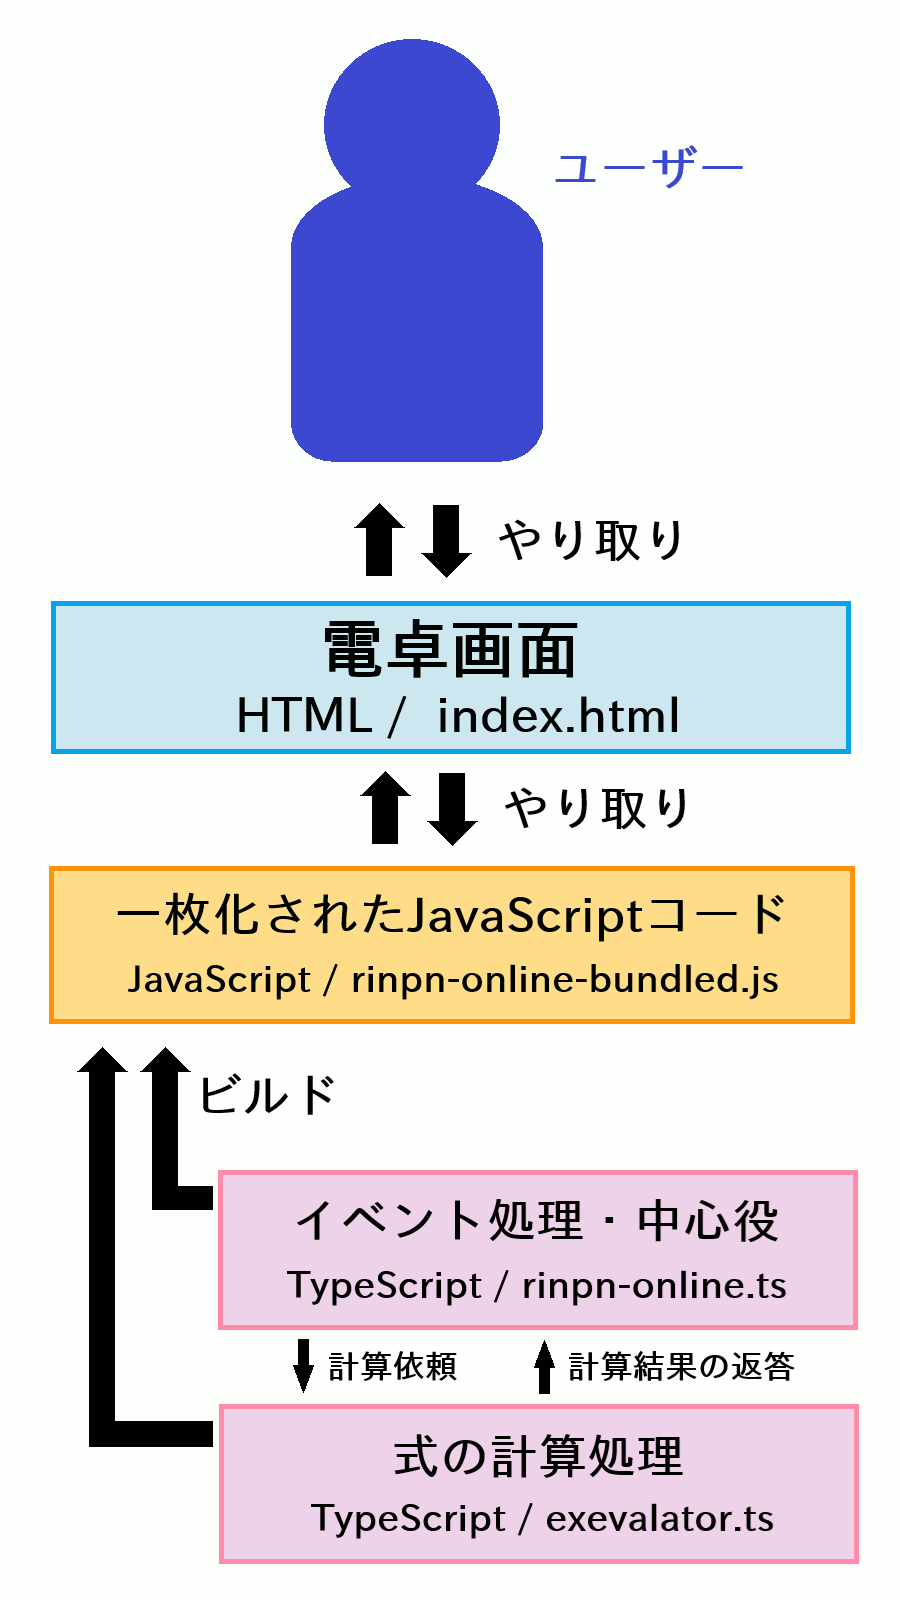 ユーザー
やり取り
電卓画面
HTML / index.html
やり取り
一枚化されたJavaScriptコード
JavaScript / rinpn-online-bundled.js
ビルド
イベント処理・中心役
TypeScript / rinpn-online.ts
計算依頼
計算結果の返答
式の計算処理
TypeScript / exevalator.ts